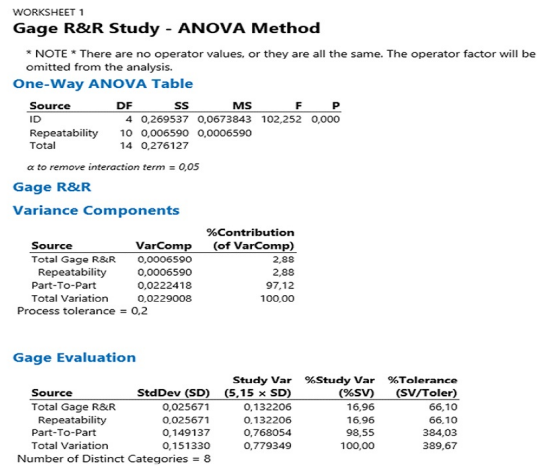 WORKSHEET 1
Gage R&R Study - ANOVA Method
* NOTE * There are no operator values, or they are all the same. The operator factor will be
omitted from the analysis.
One-Way ANOVA Table
Source DF SS MS F P
ID 4 0,269537 0,0673843 102,252 0,000
Repeatability 10 0,006590 0,0006590
Total 14 0,276127
α to remove interaction term = 0,05
Gage R&R
Variance Components
%Contribution
Source VarComp (of VarComp)
Total Gage R&R 0,0006590 2,88
Repeatability 0,0006590 2,88
Part-To-Part 0,0222418 97,12
Total Variation 0,0229008 100,00
Process tolerance = 0,2
Gage Evaluation
Study Var %Study Var %Tolerance
Source StdDev (SD) (5,15 × SD) (%SV) (SV/Toler)
Total Gage R&R 0,025671 0,132206 16,96 66,10
Repeatability 0,025671 0,132206 16,96 66,10
Part-To-Part 0,149137 0,768054 98,55 384,03
Total Variation 0,151330 0,779349 100,00 389,67
Number of Distinct Categories = 8